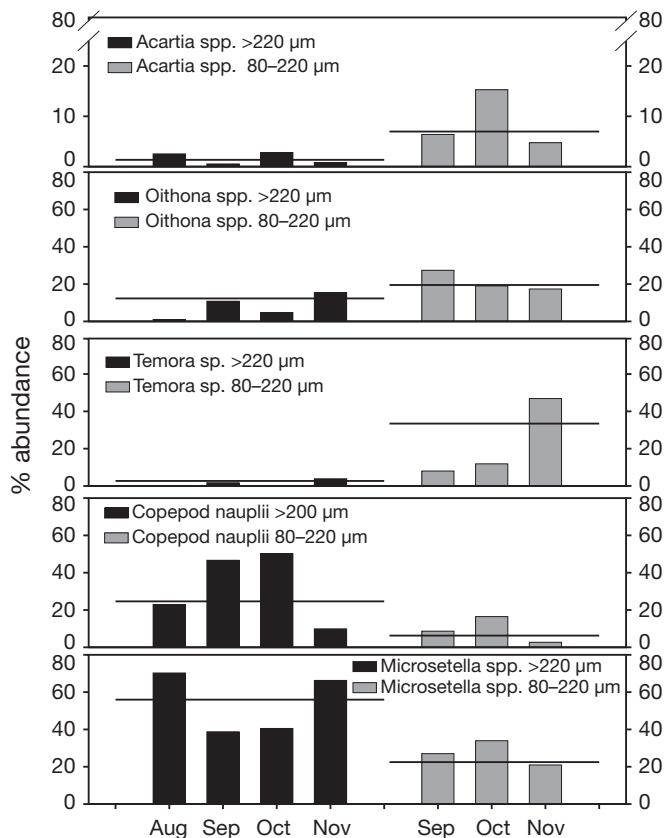 80 80
Acartia spp. >220 µm
Acartia spp. 80–220 µm
20 20
10 10
0 0
80 80
Oithona spp. >220 µm
Oithona spp. 80–220 µm
60 60
40 40
20 20
0 0
% abundance
80 80
Temora sp. >220 µm
Temora sp. 80–220 µm
60 60
40 40
20 20
0 0
80 80
Copepod nauplii >200 µm
Copepod nauplii 80–220 µm
60 60
40 40
20 20
0 0
80 80
Microsetella spp. >220 µm
Microsetella spp. 80–220 µm
60 60
40 40
20 20
0 0
Aug Sep Oct Nov Sep Oct Nov